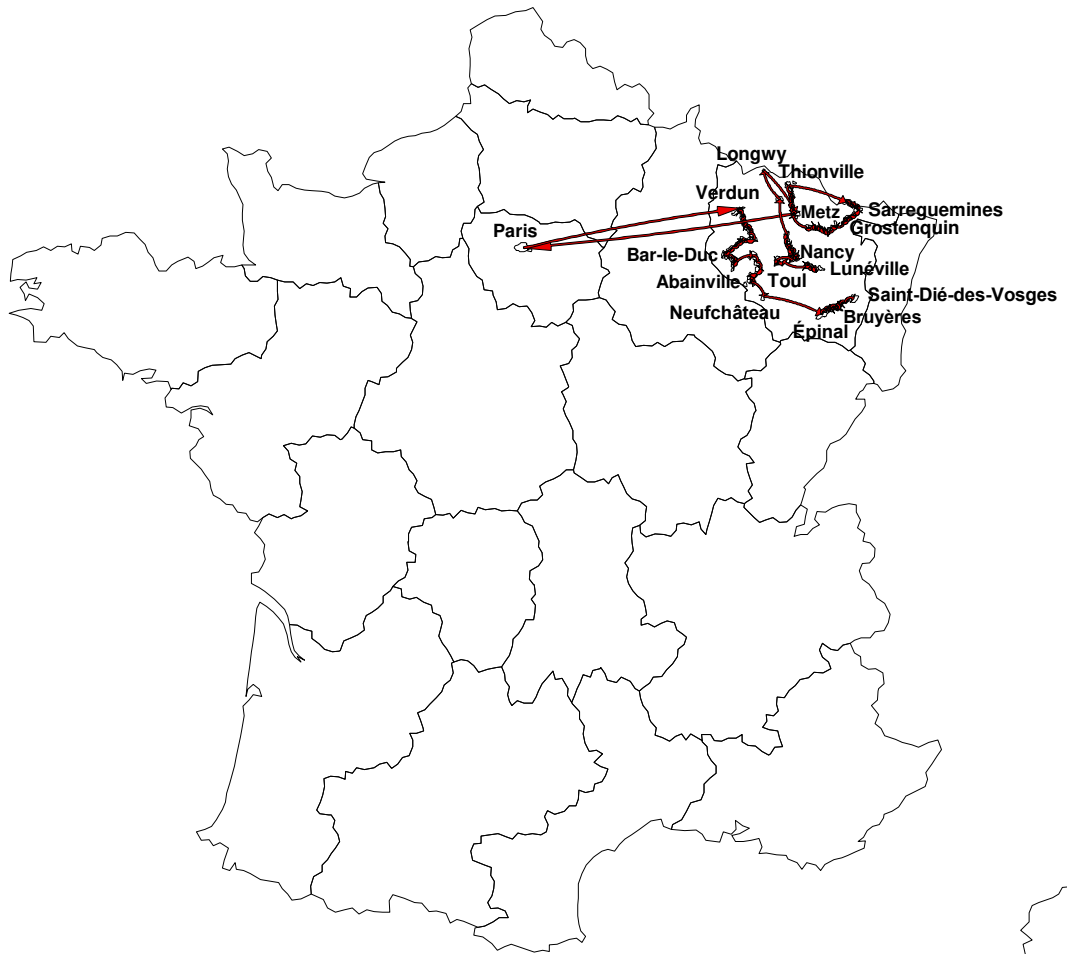 Longwy
Thionville
Verdun
Metz
Sarreguemines
Paris
Grostenquin
Bar-le-Duc
Nancy
Lunéville
Abainville
Toul
Saint-Dié-des-Vosges
Neufchâteau
Bruyères
Épinal